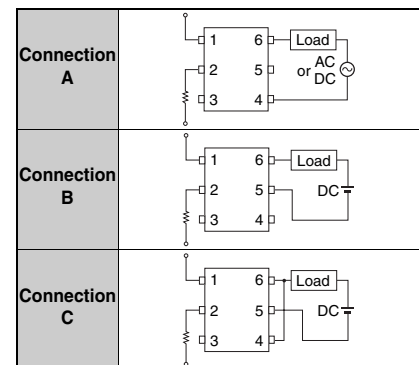 Connection
A
1 6 Load
2 5 or AC
DC
3 4
Connection
B
1 6 Load
2 5 DC
3 4
Connection
C
1 6 Load
2 5 DC
3 4